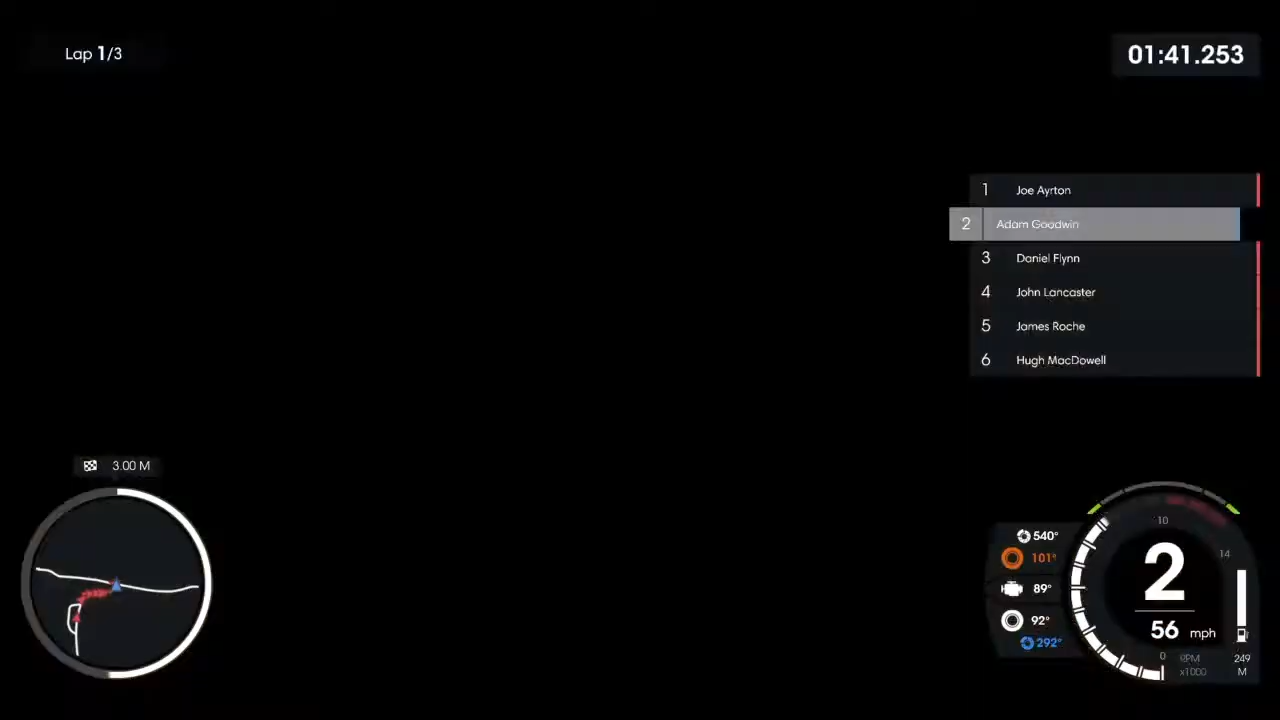 Lap 1/3
01:41.253
1 Joe Ayrton
2 Adam Goodwin
3 Daniel Flynn
4 John Lancaster
5 James Roche
6 Hugh MacDowell
3.00 M
540°
101°
89°
92°
292°
10
14
2
56 mph
0 RPM
x1000
249
M